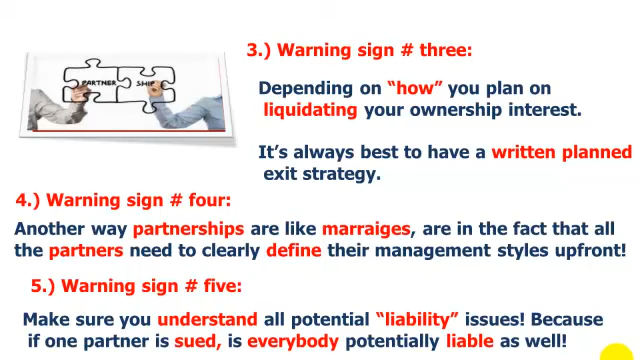 PARTNER SHIP
3.) Warning sign # three:
Depending on “how” you plan on
liquidating your ownership interest.
It’s always best to have a written planned
exit strategy.
4.) Warning sign # four:
Another way partnerships are like marraiges, are in the fact that all
the partners need to clearly define their management styles upfront!
5.) Warning sign # five:
Make sure you understand all potential “liability” issues! Because
if one partner is sued, is everybody potentially liable as well!